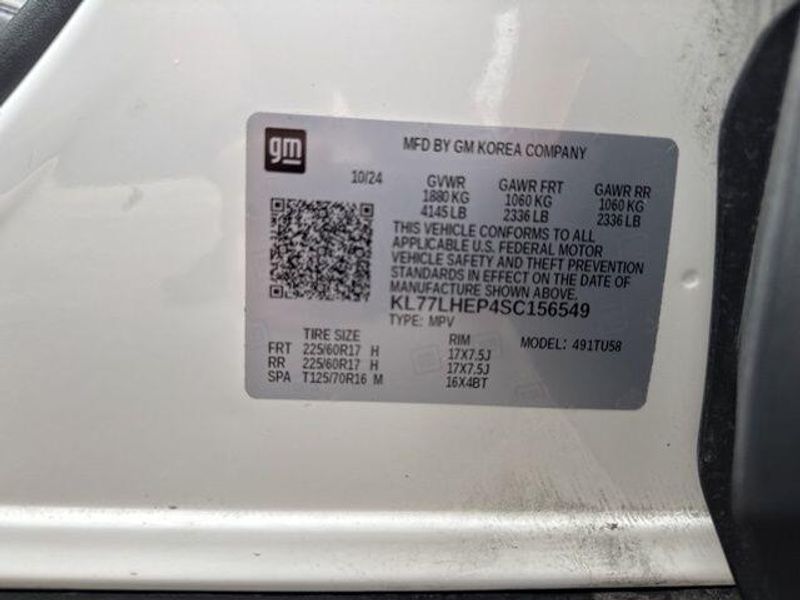 gm
MFD BY GM KOREA COMPANY
10/24
GVWR GAWR FRT GAWR RR
1880 KG 1060 KG 1060 KG
4145 LB 2336 LB 2336 LB
THIS VEHICLE CONFORMS TO ALL
APPLICABLE U.S. FEDERAL MOTOR
VEHICLE SAFETY AND THEFT PREVENTION
STANDARDS IN EFFECT ON THE DATE OF
MANUFACTURE SHOWN ABOVE.
KL77LHEP4SC156549
TYPE: MPV
TIRE SIZE RIM MODEL: 491TU58
FRT 225/60R17 H 17X7.5J
RR 225/60R17 H 17X7.5J
SPA T125/70R16 M 16X4BT